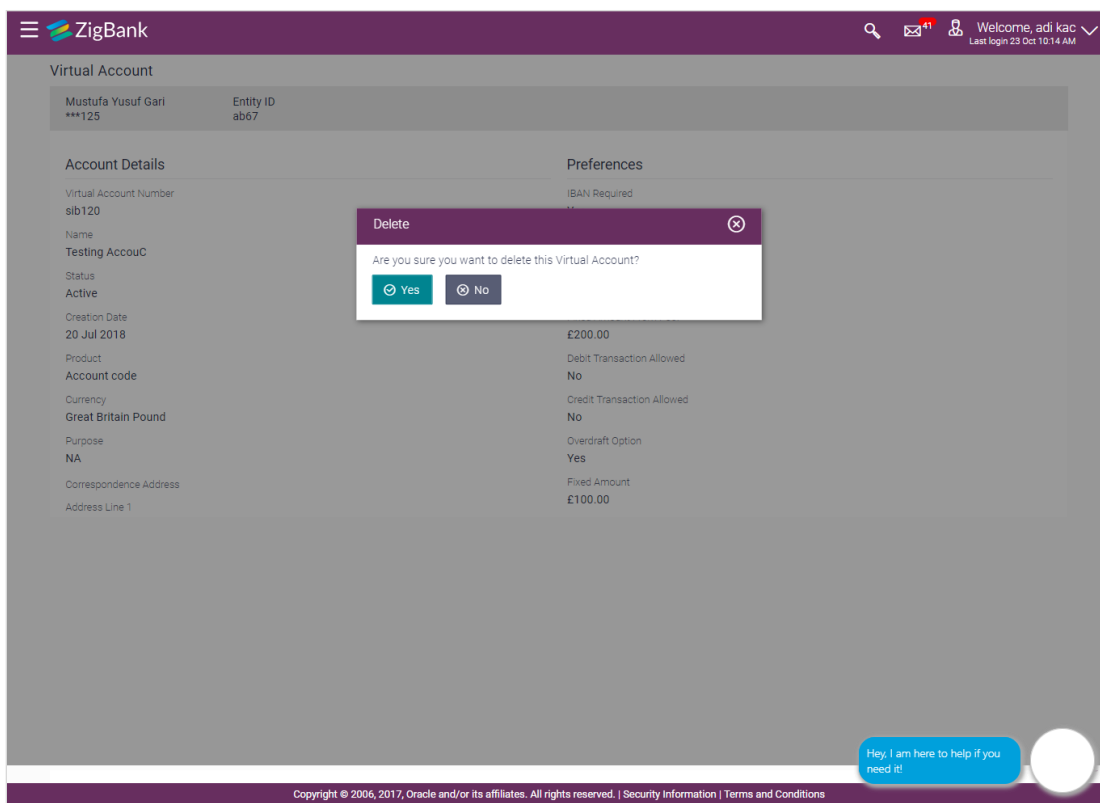 ZigBank
41
Welcome, adi kac
Last login 23 Oct 10:14 AM
Virtual Account
Mustufa Yusuf Gari
***125
Entity ID
ab67
Account Details
Virtual Account Number
sib120
Name
Testing AccouC
Status
Active
Creation Date
20 Jul 2018
Product
Account code
Currency
Great Britain Pound
Purpose
NA
Correspondence Address
Address Line 1
Preferences
IBAN Required
Delete
Are you sure you want to delete this Virtual Account?
Yes
No
£200.00
Debit Transaction Allowed
No
Credit Transaction Allowed
No
Overdraft Option
Yes
Fixed Amount
£100.00
Hey, I am here to help if you
need it!
Copyright © 2006, 2017, Oracle and/or its affiliates. All rights reserved. | Security Information | Terms and Conditions